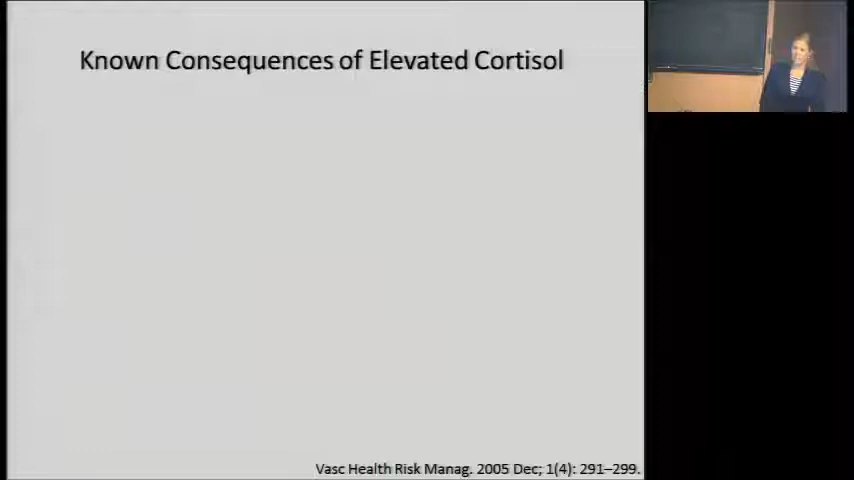 Known Consequences of Elevated Cortisol
Vasc Health Risk Manag. 2005 Dec; 1(4): 291–299.